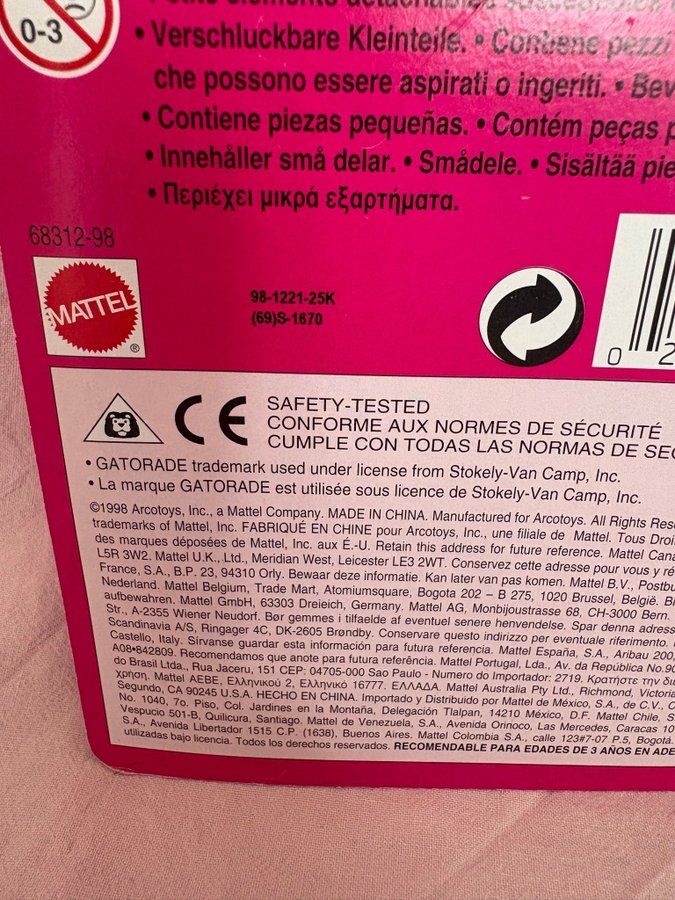 Petite elements detachables susceptibles
0-3
• Verschluckbare Kleinteile. • Contiene pezzi
che possono essere aspirati o ingeriti. • Bev
• Contiene piezas pequeñas. • Contém peças p
• Innehåller små delar. • Smådele. • Sisältää pie
• Περιέχει μικρά εξαρτήματα.
68312-98
MATTEL
®
98-1221-25K
(69)S-1670
0 2
CE SAFETY-TESTED
CONFORME AUX NORMES DE SÉCURITÉ
CUMPLE CON TODAS LAS NORMAS DE SEG
• GATORADE trademark used under license from Stokely-Van Camp, Inc.
• La marque GATORADE est utilisée sous licence de Stokely-Van Camp, Inc.
©1998 Arcotoys, Inc., a Mattel Company. MADE IN CHINA. Manufactured for Arcotoys. All Rights Res
trademarks of Mattel, Inc. FABRIQUÉ EN CHINE pour Arcotoys, Inc., une filiale de Mattel. Tous Droi
des marques déposées de Mattel, Inc. aux É.-U. Retain this address for future reference. Mattel Cana
L5R 3W2. Mattel U.K., Ltd., Meridian West, Leicester LE3 2WT. Conservez cette adresse pour vous y ré
France, S.A., B.P. 23, 94310 Orly. Bewaar deze informatie. Kan later van pas komen. Mattel B.V., Postbu
Nederland. Mattel Belgium, Trade Mart, Atomiumsquare, Bogota 202 – B 275, 1020 Brussel, België. Bi
aufbewahren. Mattel GmbH, 63303 Dreieich, Germany. Mattel AG, Monbijoustrasse 68, CH-3000 Bern.
Str., A-2355 Wiener Neudorf. Bør gemmes i tilfaelde af eventuel senere henvendelse. Spar denna adress
Scandinavia A/S, Ringager 4C, DK-2605 Brøndby. Conservare questo indirizzo per eventuale riferimento.
Castello, Italy. Sírvanse guardar esta información para futura referencia. Mattel España, S.A., Aribau 200,
A08•842809. Recomendamos que anote para futura referência. Mattel Portugal, Lda., Av. da República No.90
do Brasil Ltda., Rua Jaceru, 151 CEP: 04705-000 Sao Paulo - Numero do Importador: 2719. Κρατήστε την δι
χρηση. Mattel AEBE, Ελληνικού 2, Ελληνικό 16777. ΕΛΛΑΔΑ. Mattel Australia Pty Ltd., Richmond, Victoria
Segundo, CA 90245 U.S.A. HECHO EN CHINA. Importado y Distribuido por Mattel de México, S.A., de C.V., C
No. 1040, 7o. Piso, Col. Jardines en la Montaña, Delegación Tlalpan, 14210 México, D.F. Mattel Chile, S
Vespucio 501-B, Quilicura, Santiago. Mattel de Venezuela, S.A., Avenida Orinoco, Las Mercedes, Caracas 10
S.A., Avenida Libertador 1515 C.P. (1638), Buenos Aires. Mattel Colombia S.A., calle 123#7-07 P.5, Bogotá.
utilizadas bajo licencia. Todos los derechos reservados. RECOMENDABLE PARA EDADES DE 3 AÑOS EN ADE